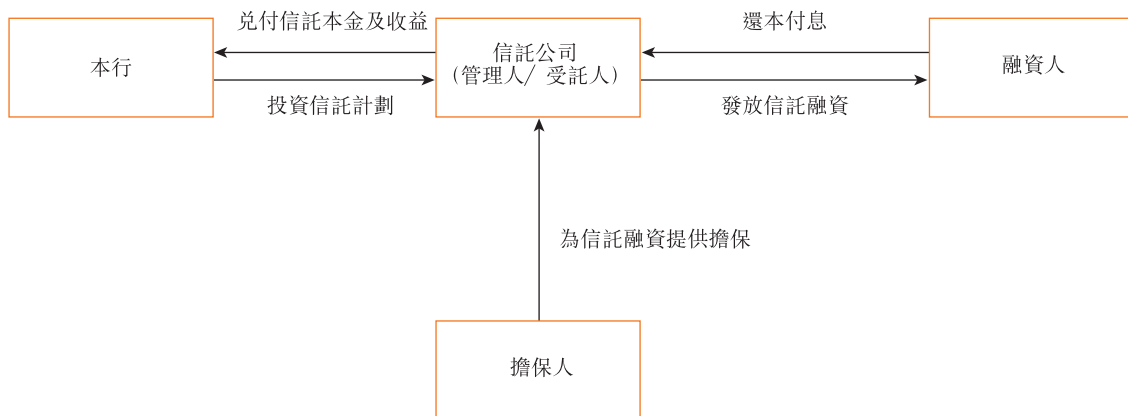 兑付信託本金及收益
還本付息
本行
信託公司
(管理人/ 受託人)
融資人
投資信託計劃
發放信託融資
為信託融資提供擔保
擔保人